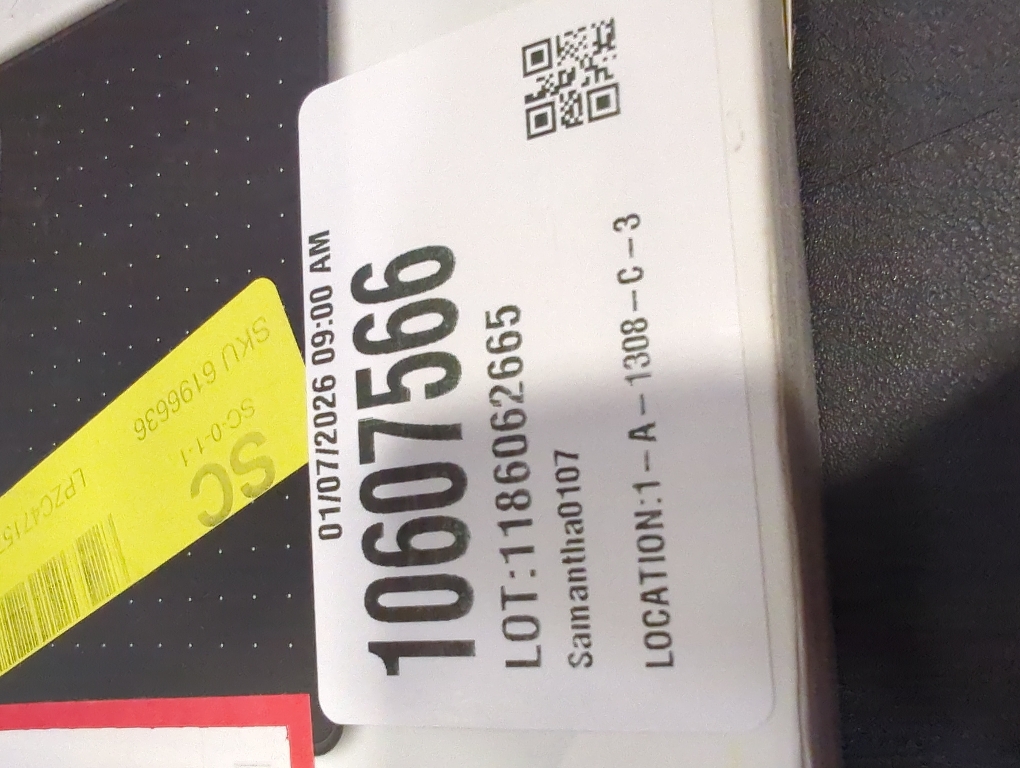 01/07/2026 09:00 AM
10607566
LOT:1186062665
Samantha0107
LOCATION:1-A-1308-C-3
SKU 6196636
SC-0-1-1
SC